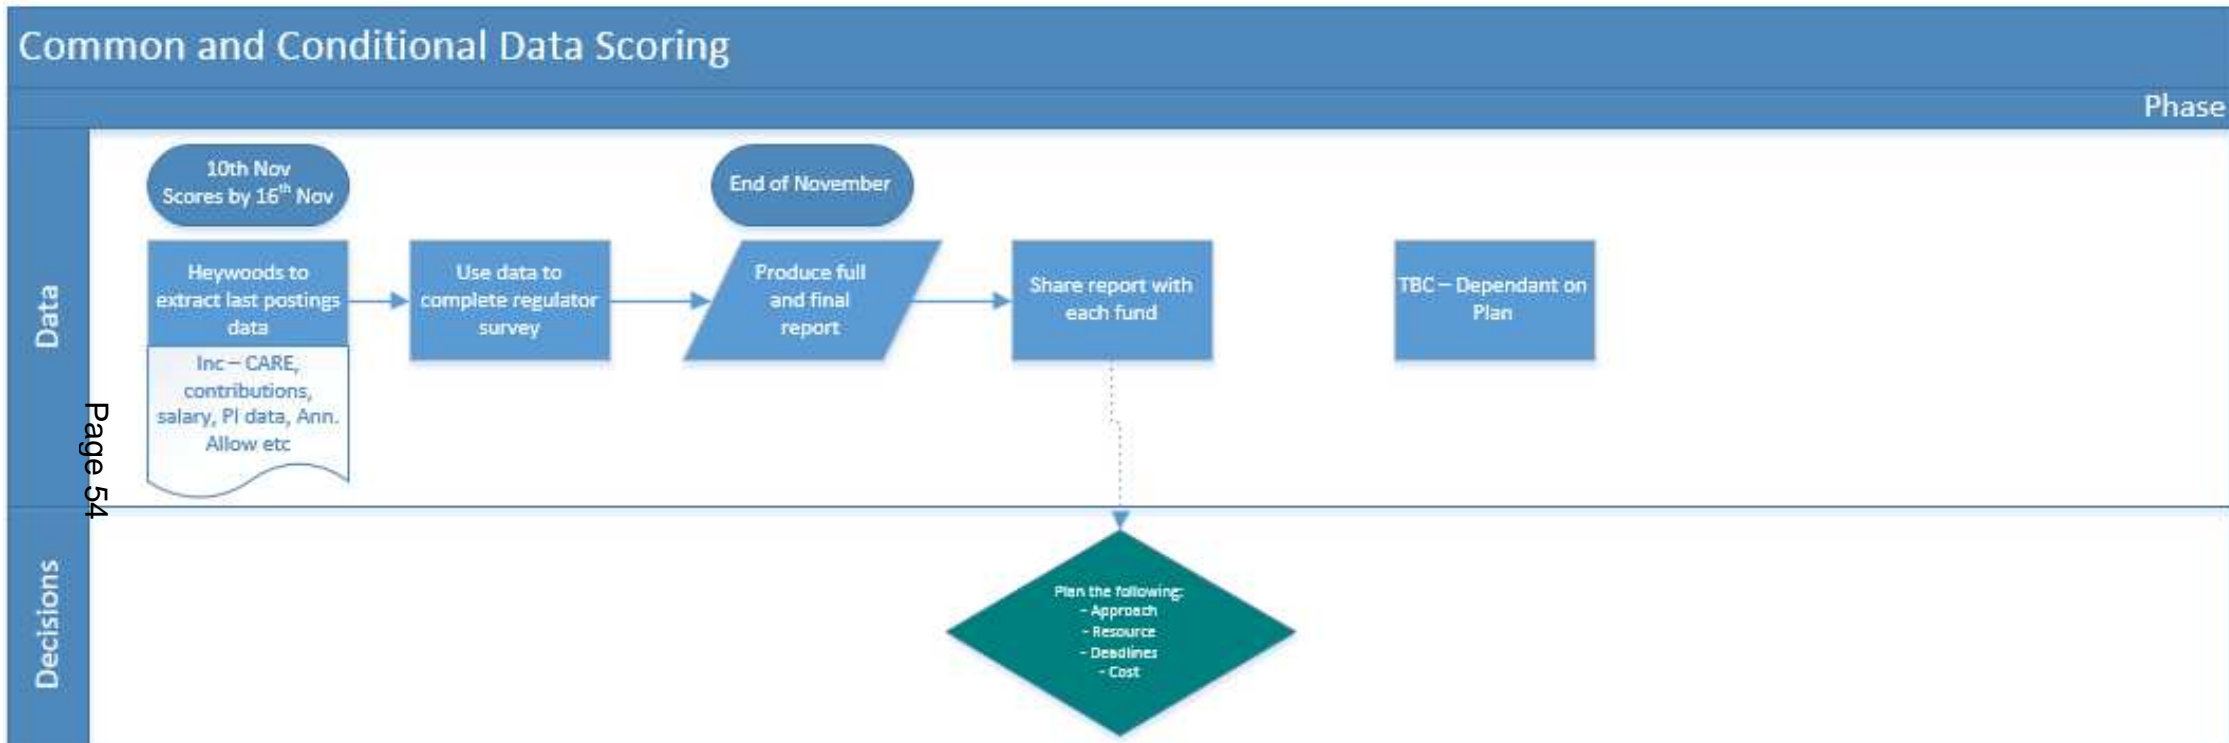 Common and Conditional Data Scoring
Phase
Data
10th Nov
Scores by 16th Nov
End of November
Heywoods to
extract last postings
data
Use data to
complete regulator
survey
Produce full
and final
report
Share report with
each fund
TBC – Dependant on
Plan
Inc – CARE,
contributions,
salary, PI data, Ann.
Allow etc
Page 54
Decisions
Plan the following:
- Approach
- Resource
- Deadlines
- Cost